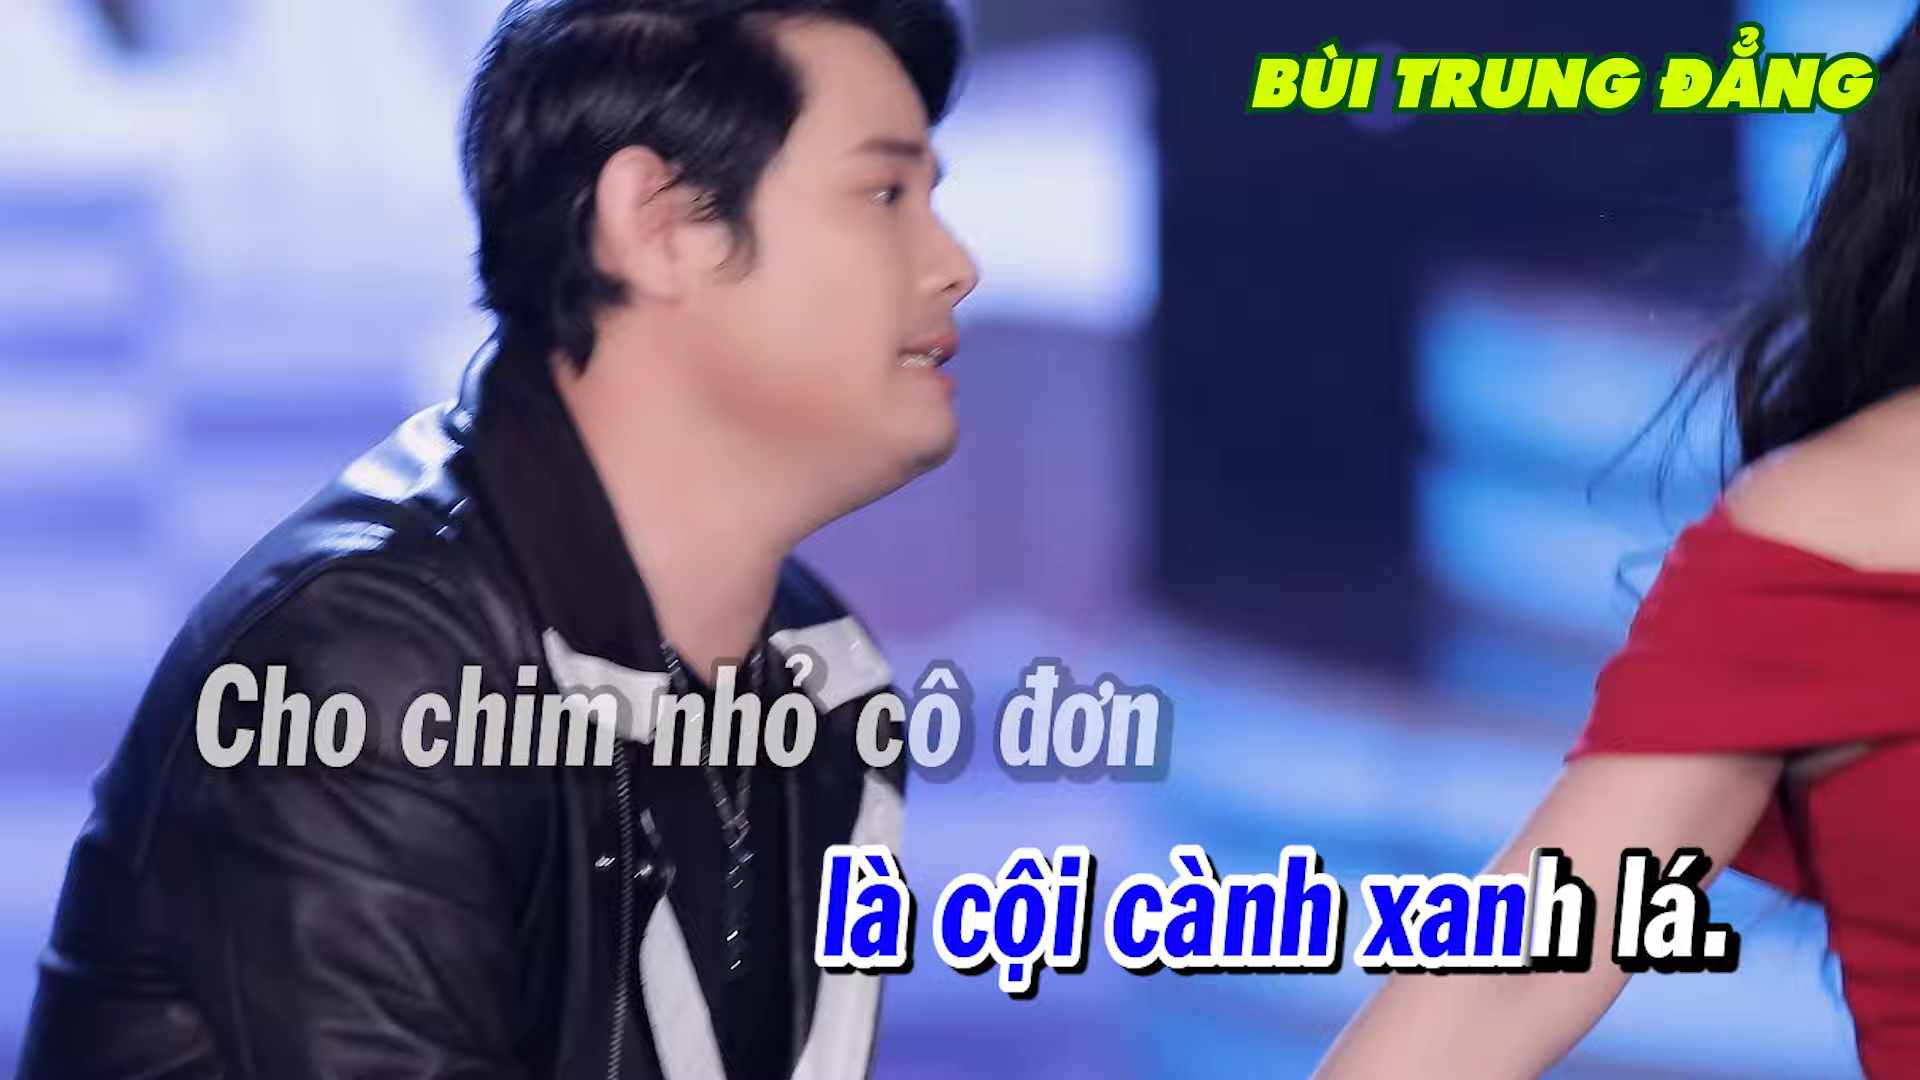 BÙI TRUNG ĐẲNG
Cho chim nhỏ cô đơn
là cội cành xanh lá.